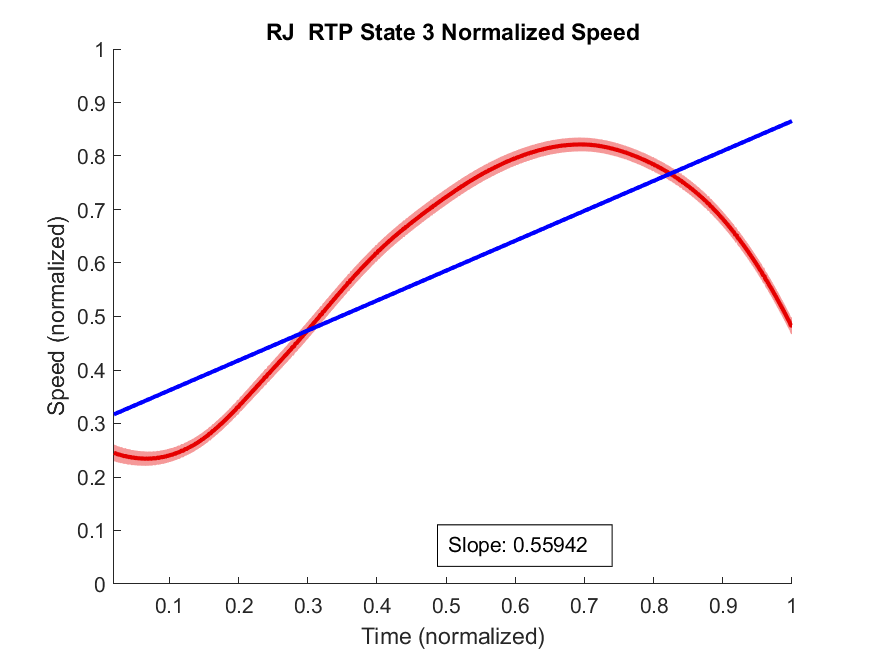 RJ  RTP State 3 Normalized Speed
1
0.9
0.8
0.7
0.6
0.5
0.4
0.3
0.2
0.1
0
Speed (normalized)
Slope: 0.55942
0.1 0.2 0.3 0.4 0.5 0.6 0.7 0.8 0.9 1
Time (normalized)